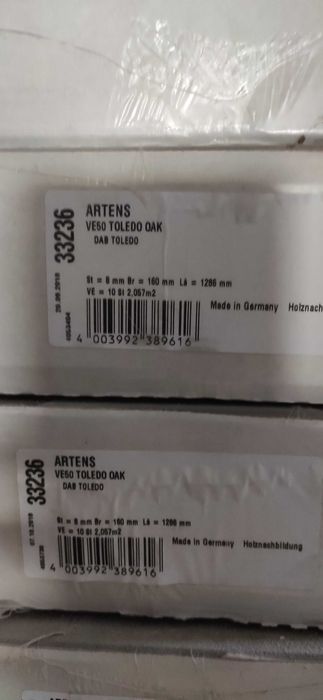 33236
ARTENS
VE50 TOLEDO OAK
DAB TOLEDO
St = 8 mm Br = 160 mm Lä = 1286 mm
VE = 10 St 2,057m2
Made in Germany Holznach
4 003992 389616
33236
ARTENS
VE50 TOLEDO OAK
DAB TOLEDO
St = 8 mm Br = 160 mm Lä = 1286 mm
VE = 10 St 2,057m2
Made in Germany Holznachbildung
4 003992 389616